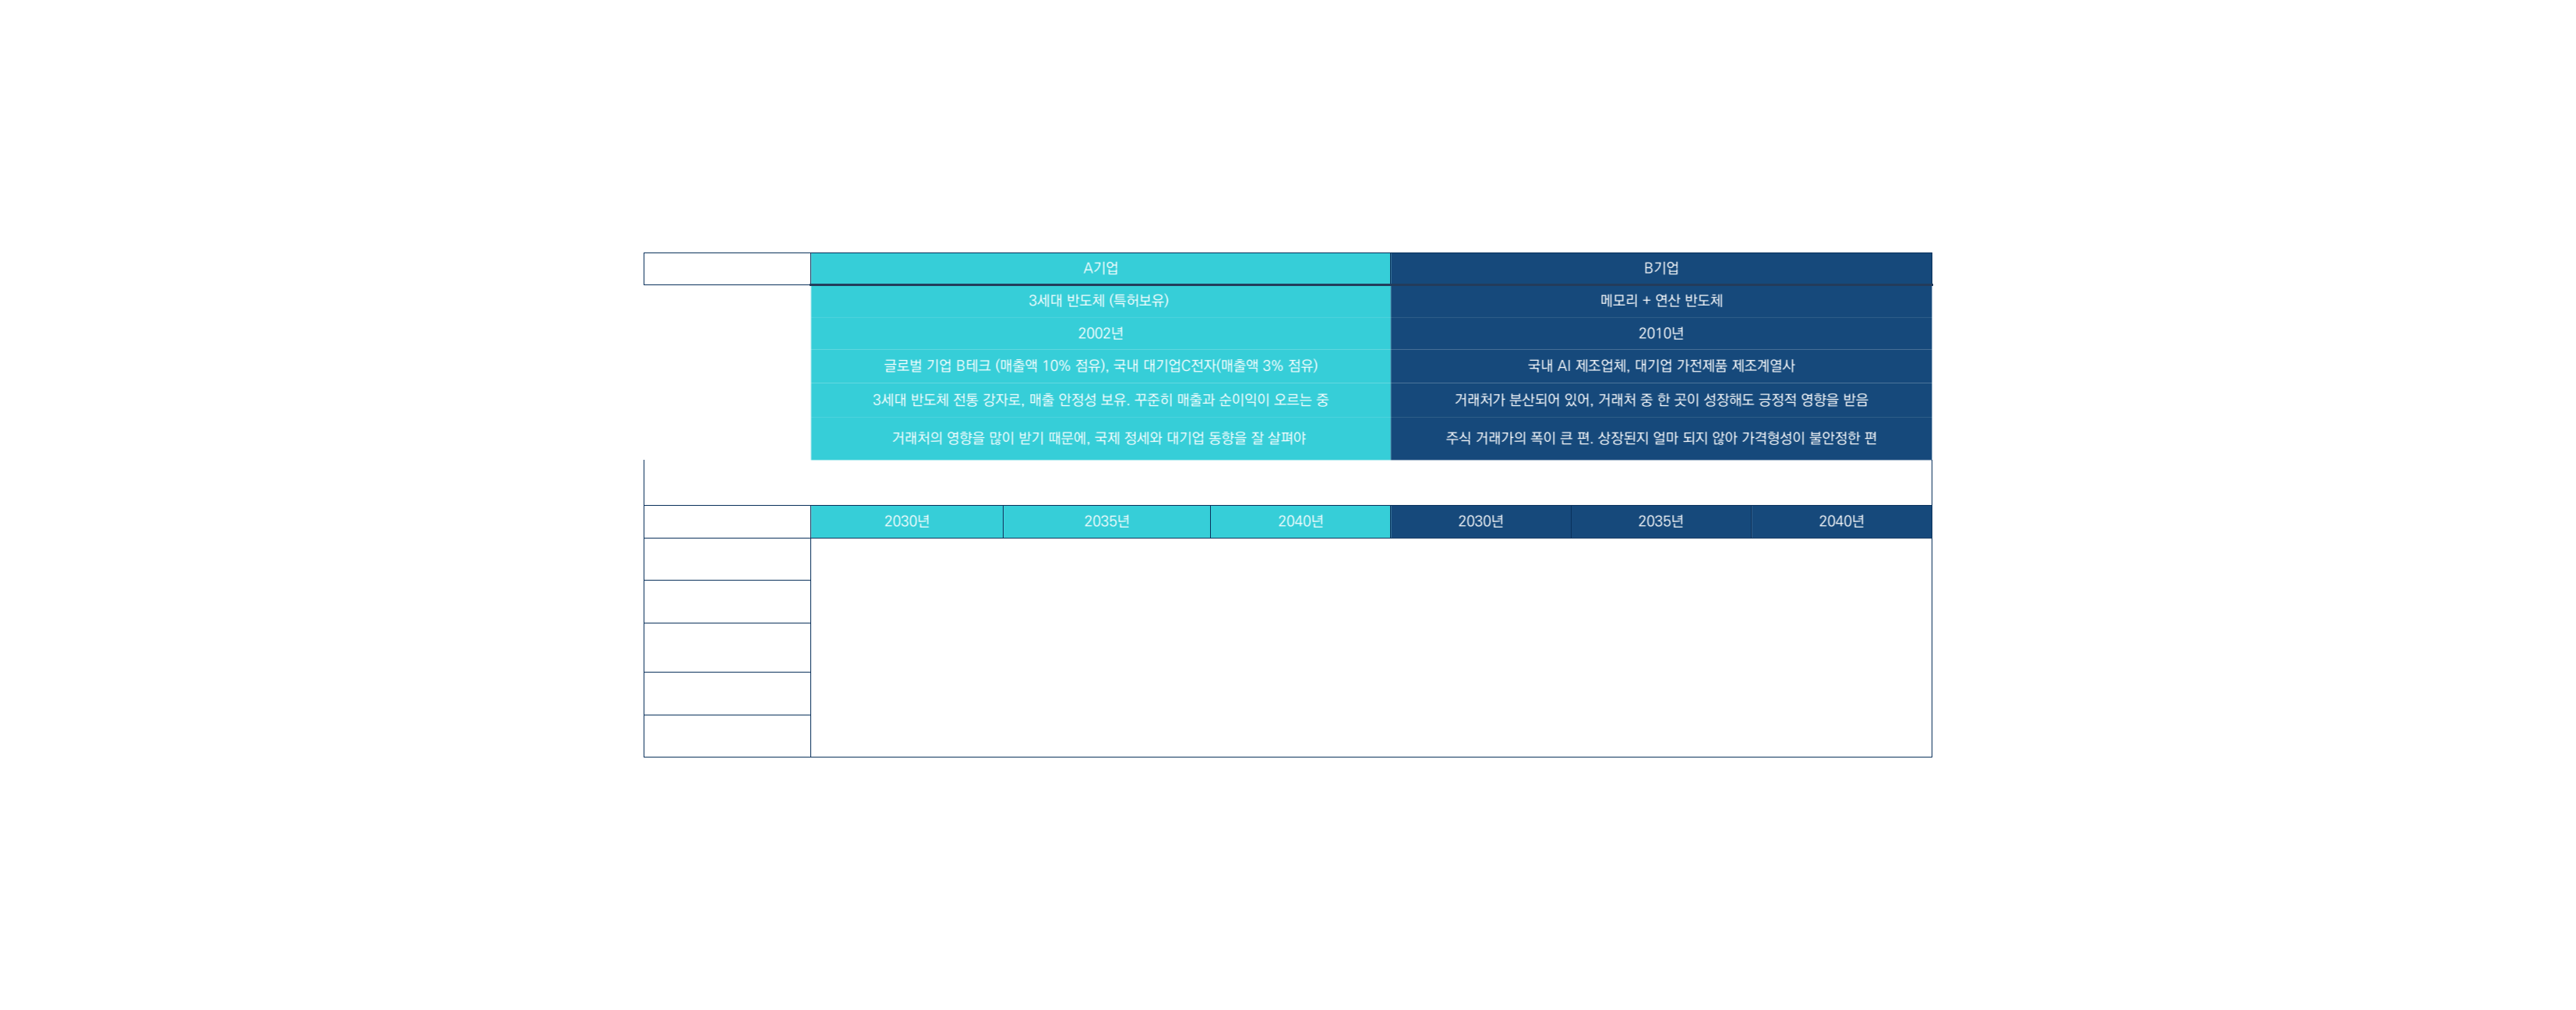 A기업 B기업
3세대 반도체 (특허보유) 메모리 + 연산 반도체
2002년 2010년
글로벌 기업 B테크 (매출액 10% 점유), 국내 대기업C전자(매출액 3% 점유) 국내 AI 제조업체, 대기업 가전제품 제조계열사
3세대 반도체 전통 강자로, 매출 안정성 보유. 꾸준히 매출과 순이익이 오르는 중 거래처가 분산되어 있어, 거래처 중 한 곳이 성장해도 긍정적 영향을 받음
거래처의 영향을 많이 받기 때문에, 국제 정세와 대기업 동향을 잘 살펴야 주식 거래가의 폭이 큰 편. 상장된지 얼마 되지 않아 가격형성이 불안정한 편
2030년 2035년 2040년 2030년 2035년 2040년